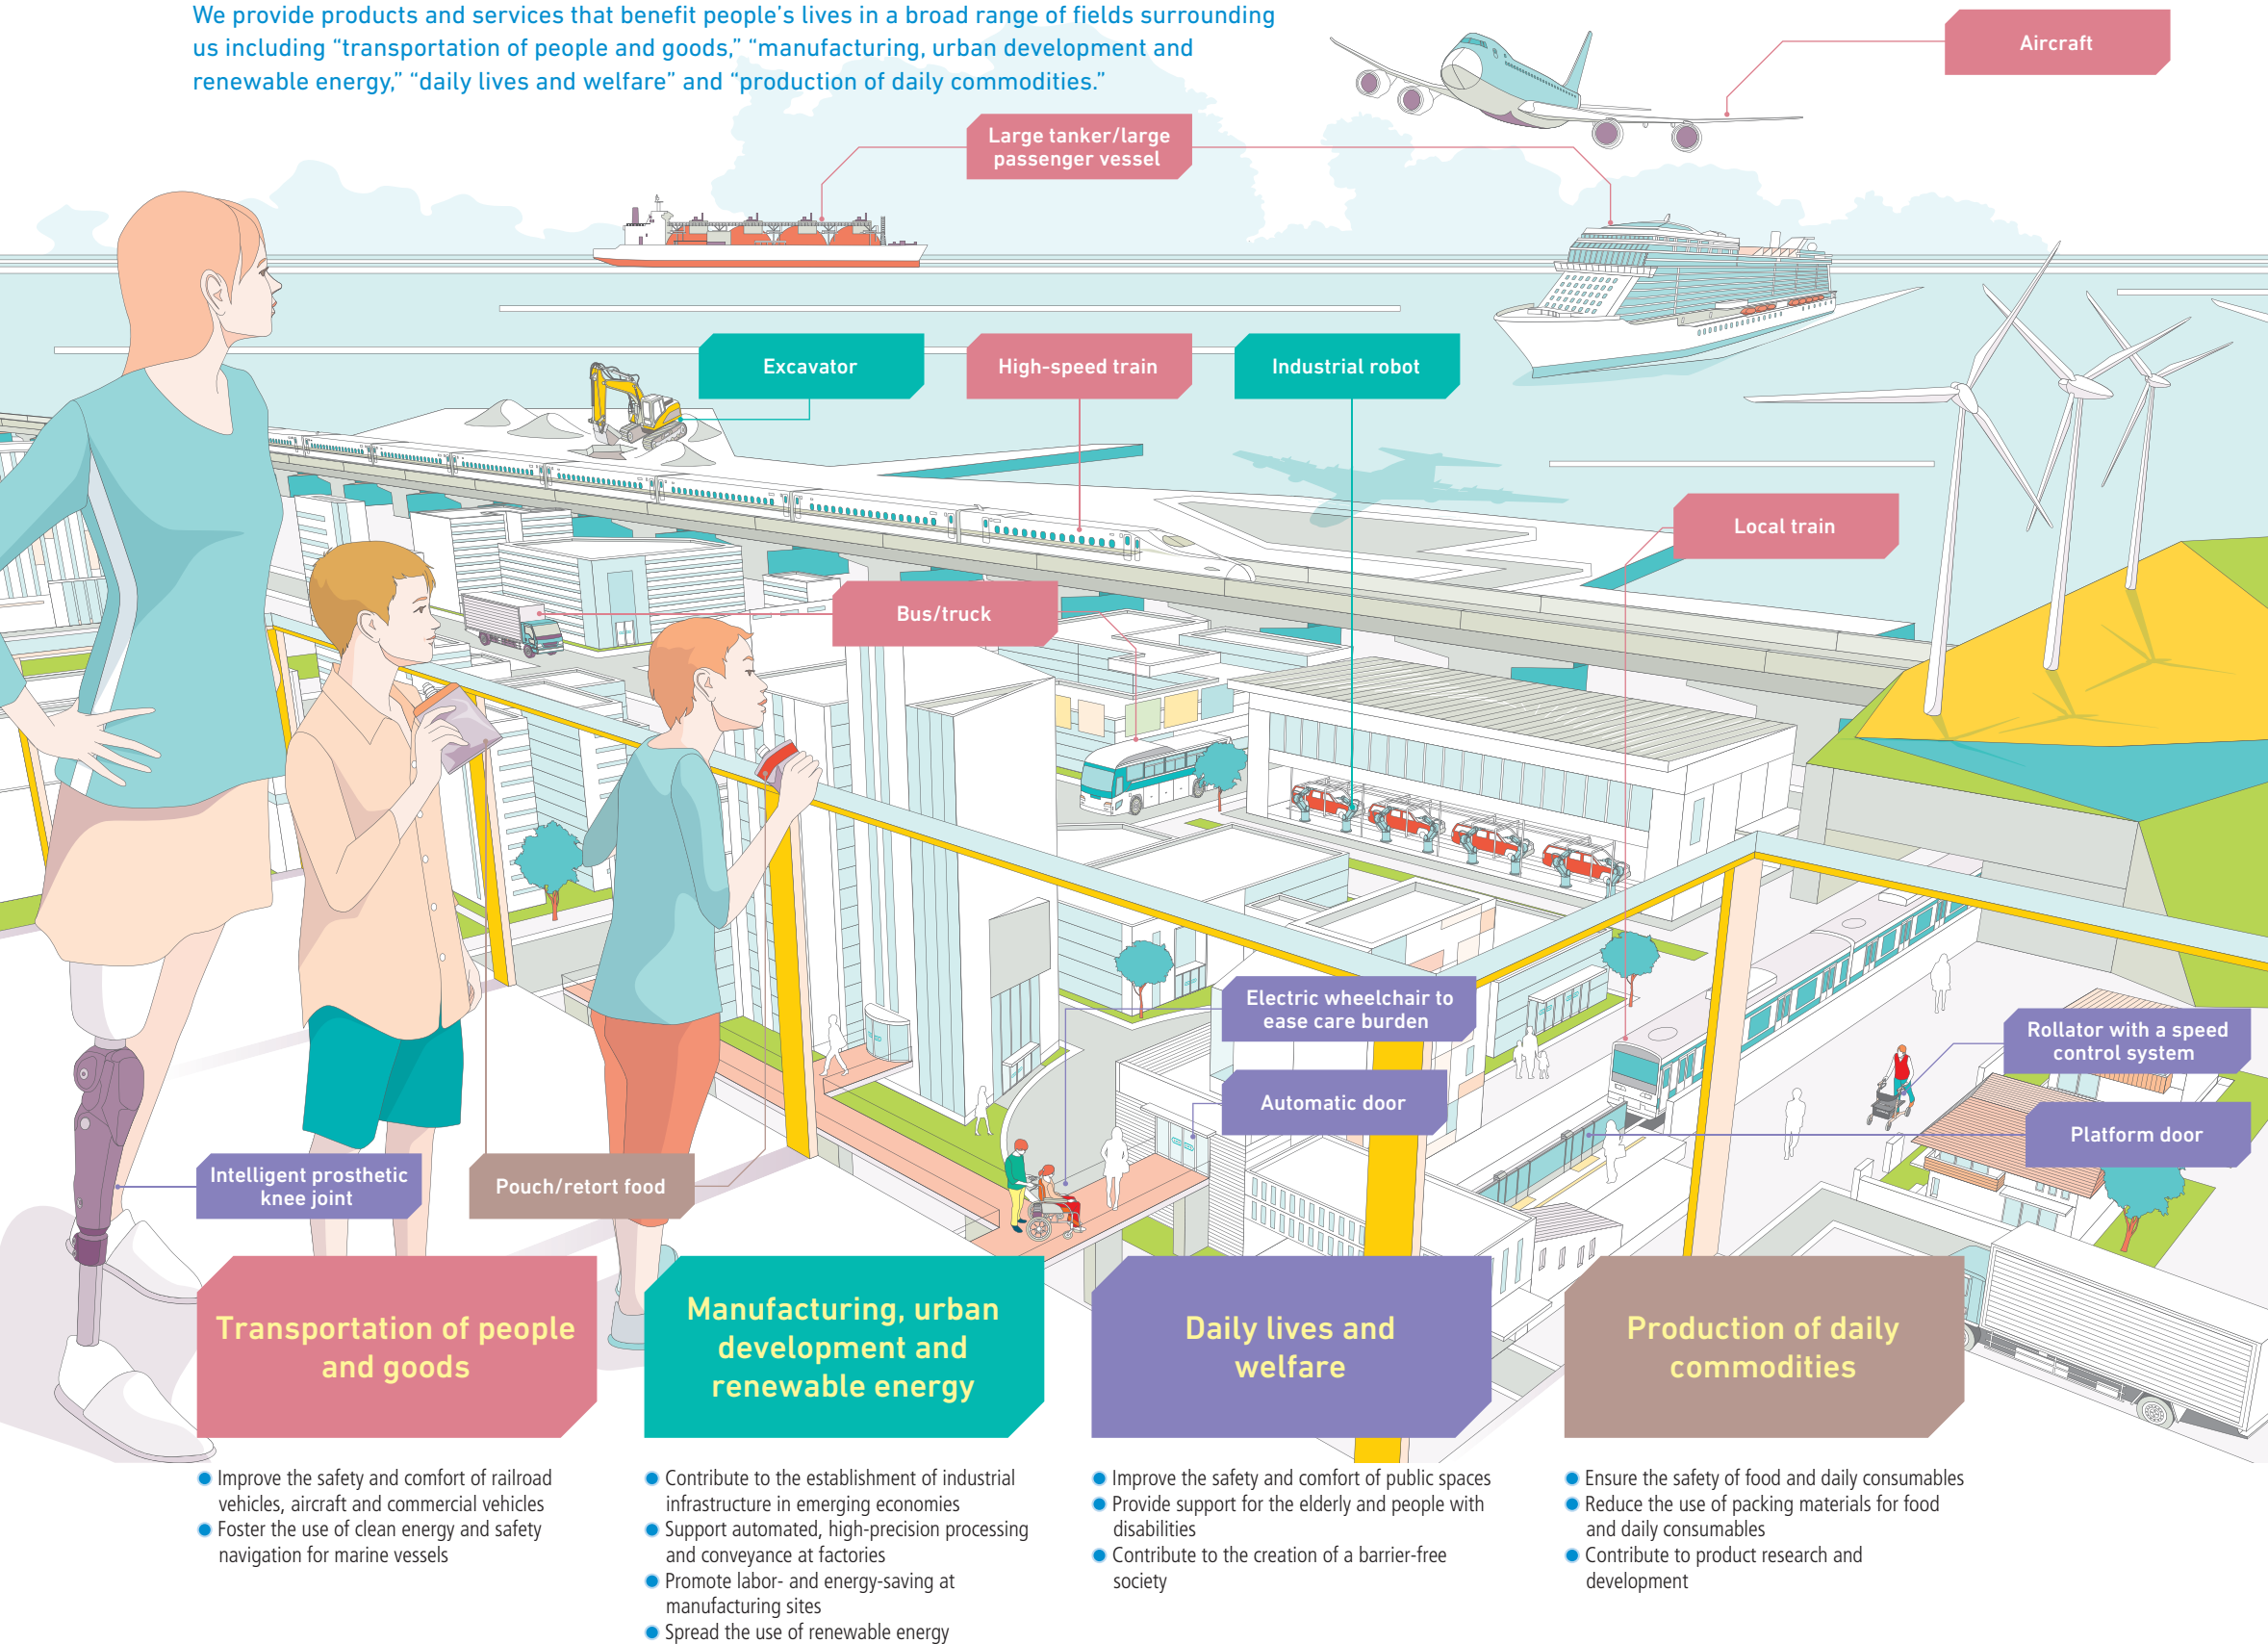 We provide products and services that benefit people's lives in a broad range of fields surrounding
us including “transportation of people and goods,” “manufacturing, urban development and
renewable energy,” “daily lives and welfare” and “production of daily commodities.”
Aircraft
Large tanker/large
passenger vessel
Excavator
High-speed train
Industrial robot
Local train
Bus/truck
Electric wheelchair to
ease care burden
Rollator with a speed
control system
Automatic door
Platform door
Intelligent prosthetic
knee joint
Pouch/retort food
Transportation of people
and goods
● Improve the safety and comfort of railroad
vehicles, aircraft and commercial vehicles
● Foster the use of clean energy and safety
navigation for marine vessels
Manufacturing, urban
development and
renewable energy
● Contribute to the establishment of industrial
infrastructure in emerging economies
● Support automated, high-precision processing
and conveyance at factories
● Promote labor- and energy-saving at
manufacturing sites
● Spread the use of renewable energy
Daily lives and
welfare
● Improve the safety and comfort of public spaces
● Provide support for the elderly and people with
disabilities
● Contribute to the creation of a barrier-free
society
Production of daily
commodities
● Ensure the safety of food and daily consumables
● Reduce the use of packing materials for food
and daily consumables
● Contribute to product research and
development